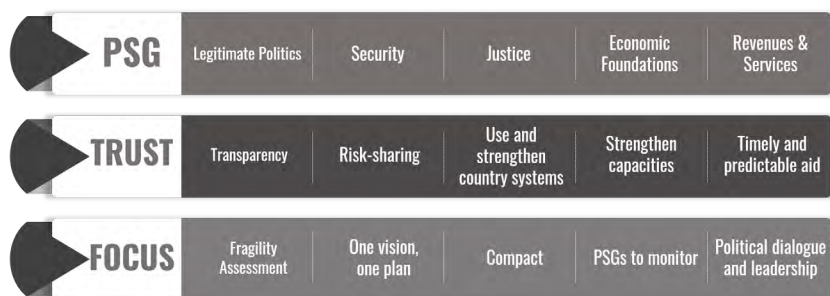 PSG
Legitimate Politics
Security
Justice
Economic
Foundations
Revenues &
Services
TRUST
Transparency
Risk-sharing
Use and
strengthen
country systems
Strengthen
capacities
Timely and
predictable aid
FOCUS
Fragility
Assessment
One vision,
one plan
Compact
PSGs to monitor
Political dialogue
and leadership